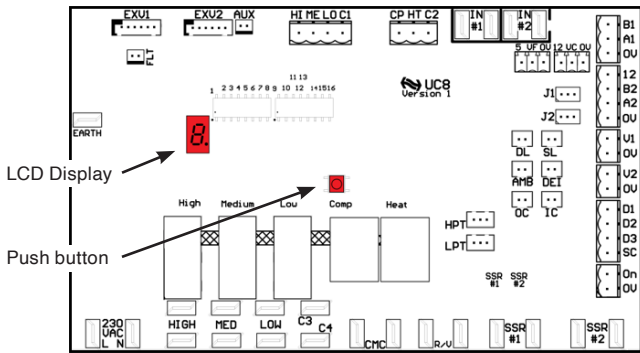 EXV1 EXV2 AUX HI ME LO C1 CP HT C2 IN #1 IN #2
FLT
5 VF 0V 12 VC 0V
B1
A1
0V
11 13
1 2 3 4 5 6 7 8 9 10 12 14 15 16
UC8
Version 1
J1
J2
12
B2
A2
0V
EARTH
8.
LCD Display
DL SL
V1
0V
AMB DEI
V2
0V
OC IC
High Medium Low Comp Heat
HPT
LPT
D1
D2
D3
SC
Push button
SSR #1 SSR #2
On
0V
230 VAC L N
HIGH MED LOW C3 C4
CMC R/V SSR #1 SSR #2